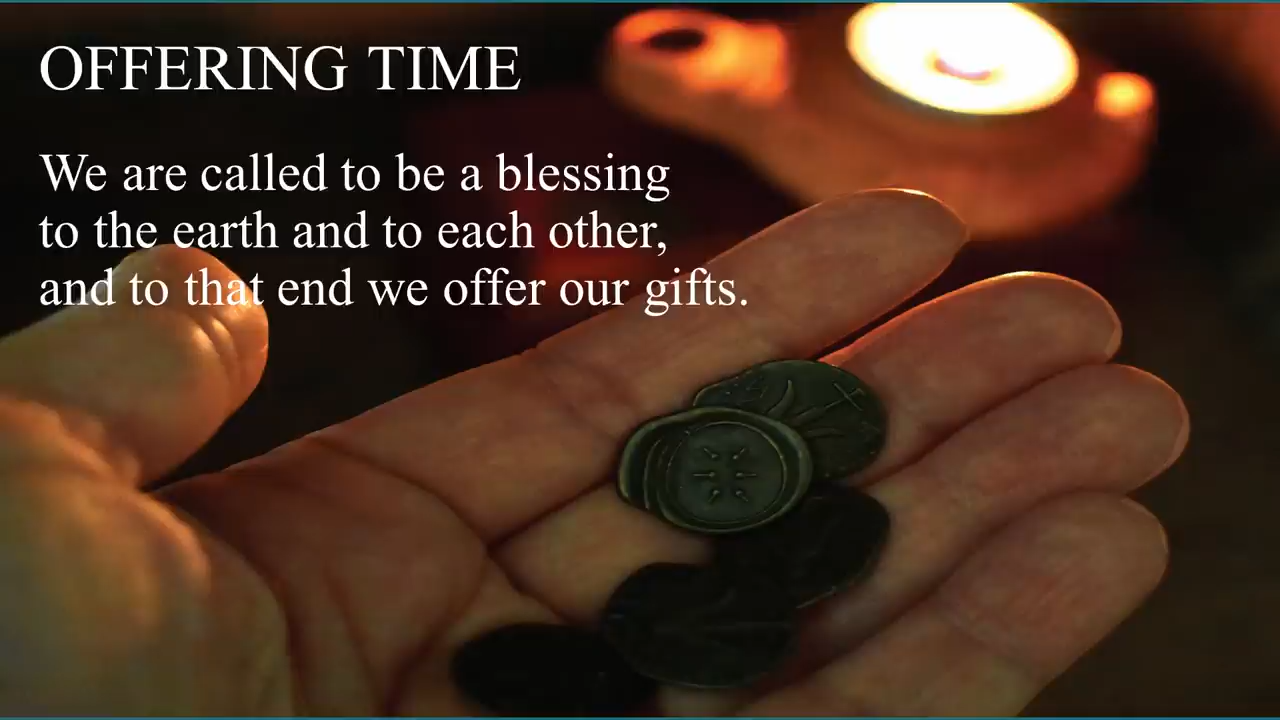 OFFERING TIME
We are called to be a blessing
to the earth and to each other,
and to that end we offer our gifts.